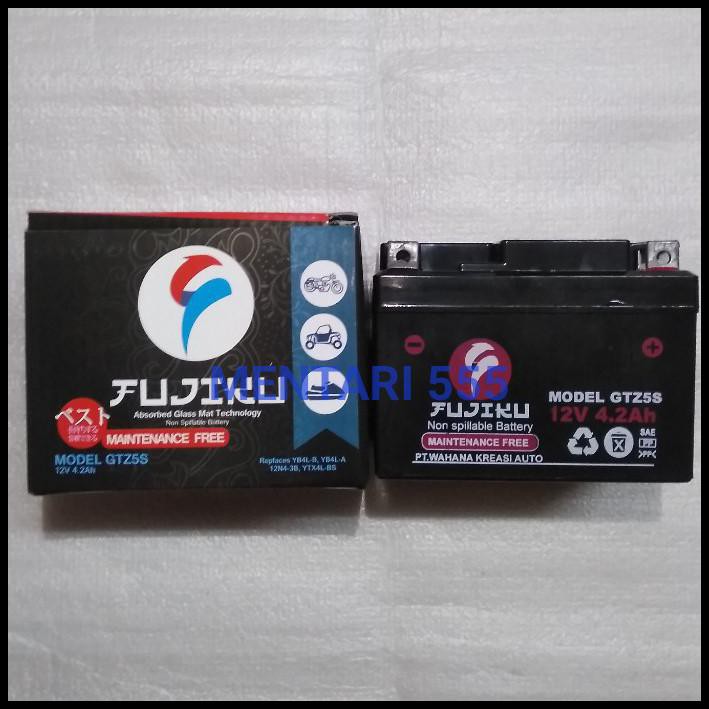 FUJIKU
Absorbed Glass Mat Technology
Non Spillable Battery
ベスト
MAINTENANCE FREE
MODEL GTZ5S
12V 4.2Ah
Replaces YB4L-B, YB4L-A
12N4-3B, YTX4L-BS
MENTARI 555
FUJIKU
Non spillable Battery
MAINTENANCE FREE
PT.WAHANA KREASI AUTO
MODEL GTZ5S
12V 4.2Ah
SAE